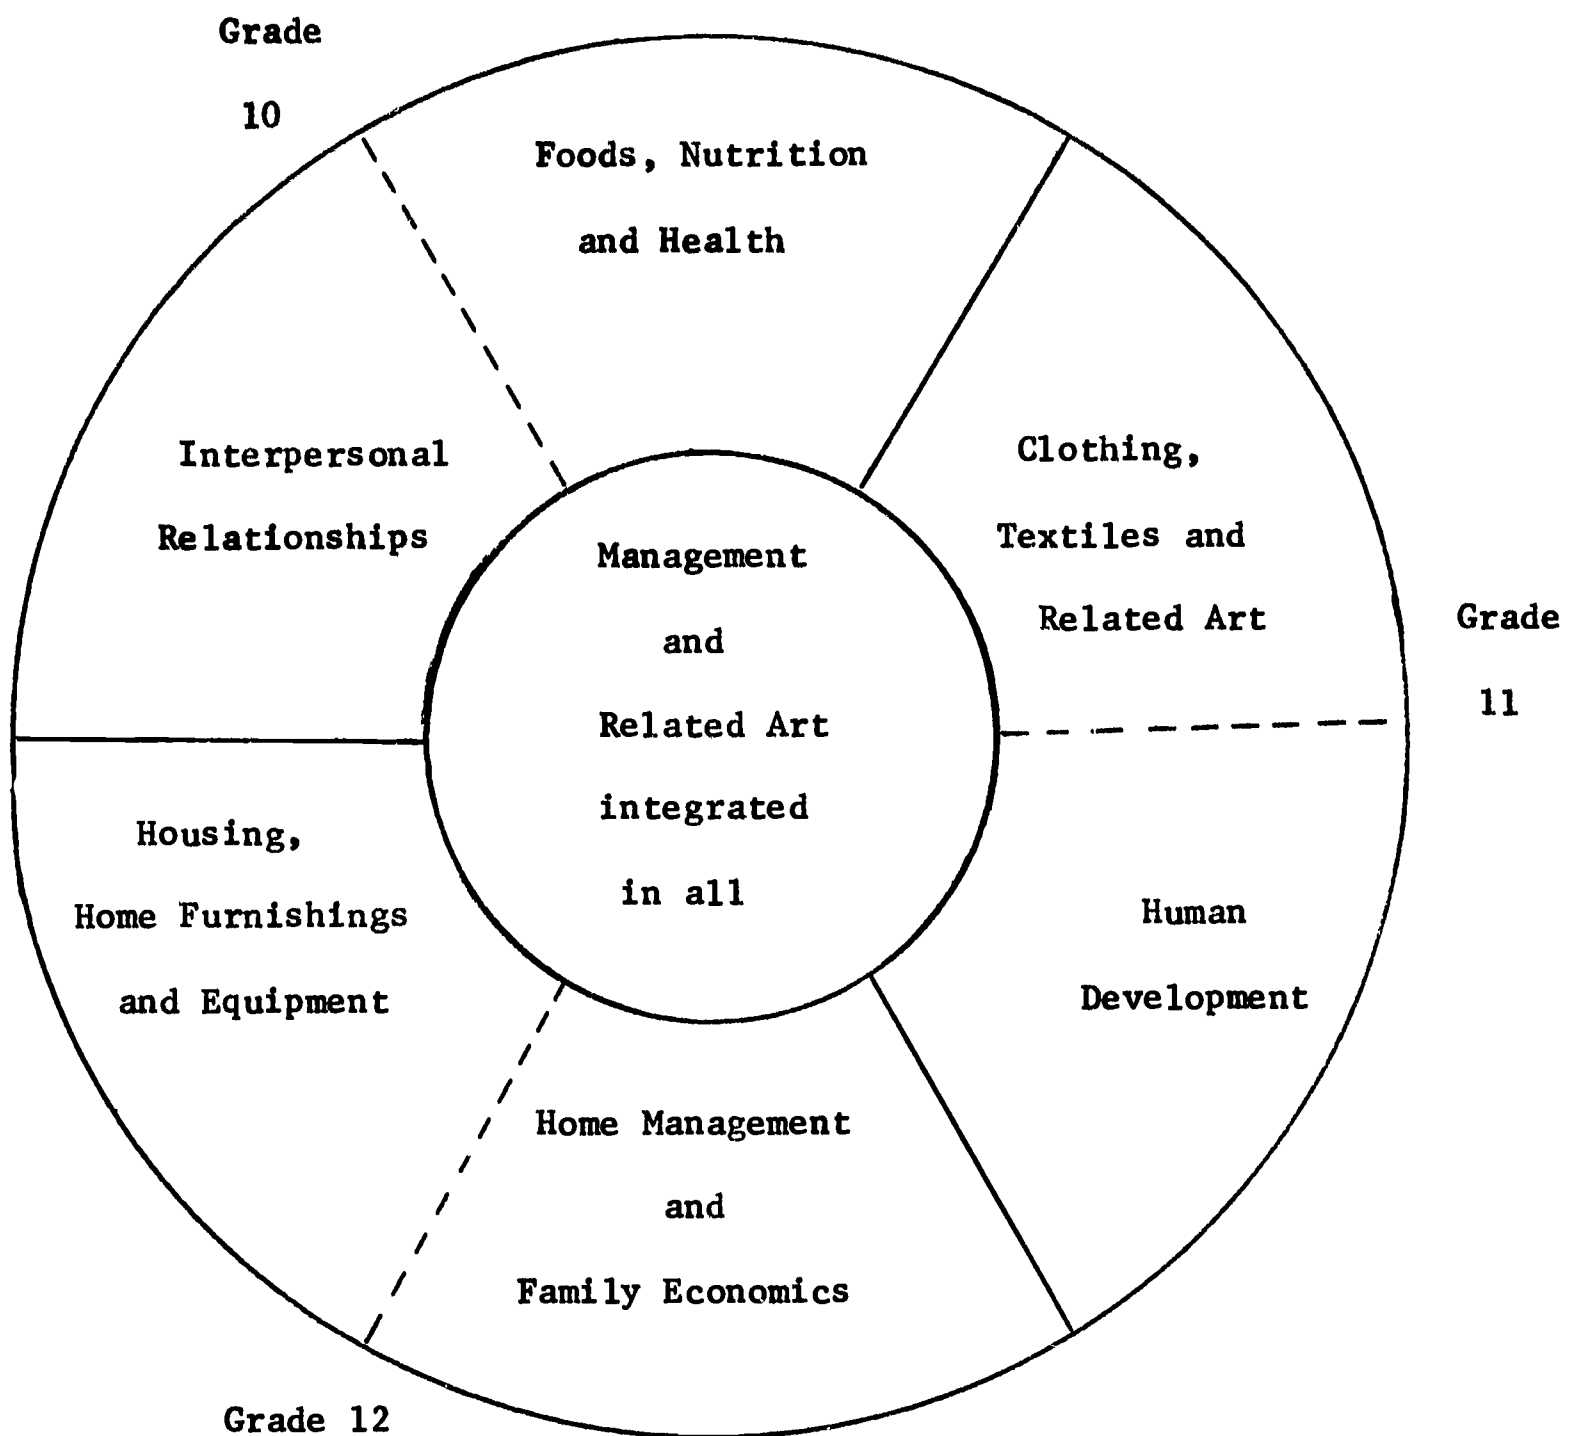 Grade
10
Foods, Nutrition
and Health
Interpersonal
Relationships
Clothing,
Textiles and
Related Art
Grade
11
Management
and
Related Art
integrated
in all
Housing,
Home Furnishings
and Equipment
Human
Development
Home Management
and
Family Economics
Grade 12